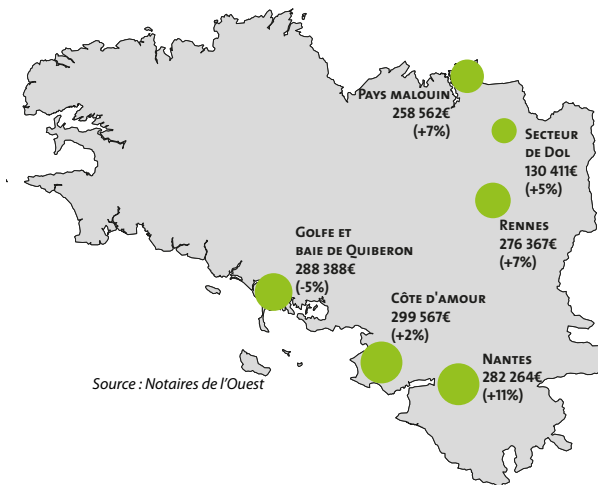 Pays malouin
258 562€
(+7%)
Secteur
de Dol
130 411€
(+5%)
Rennes
276 367€
(+7%)
Golfe et
baie de Quiberon
288 388€
(-5%)
Côte d'amour
299 567€
(+2%)
Nantes
282 264€
(+11%)
Source : Notaires de l'Ouest